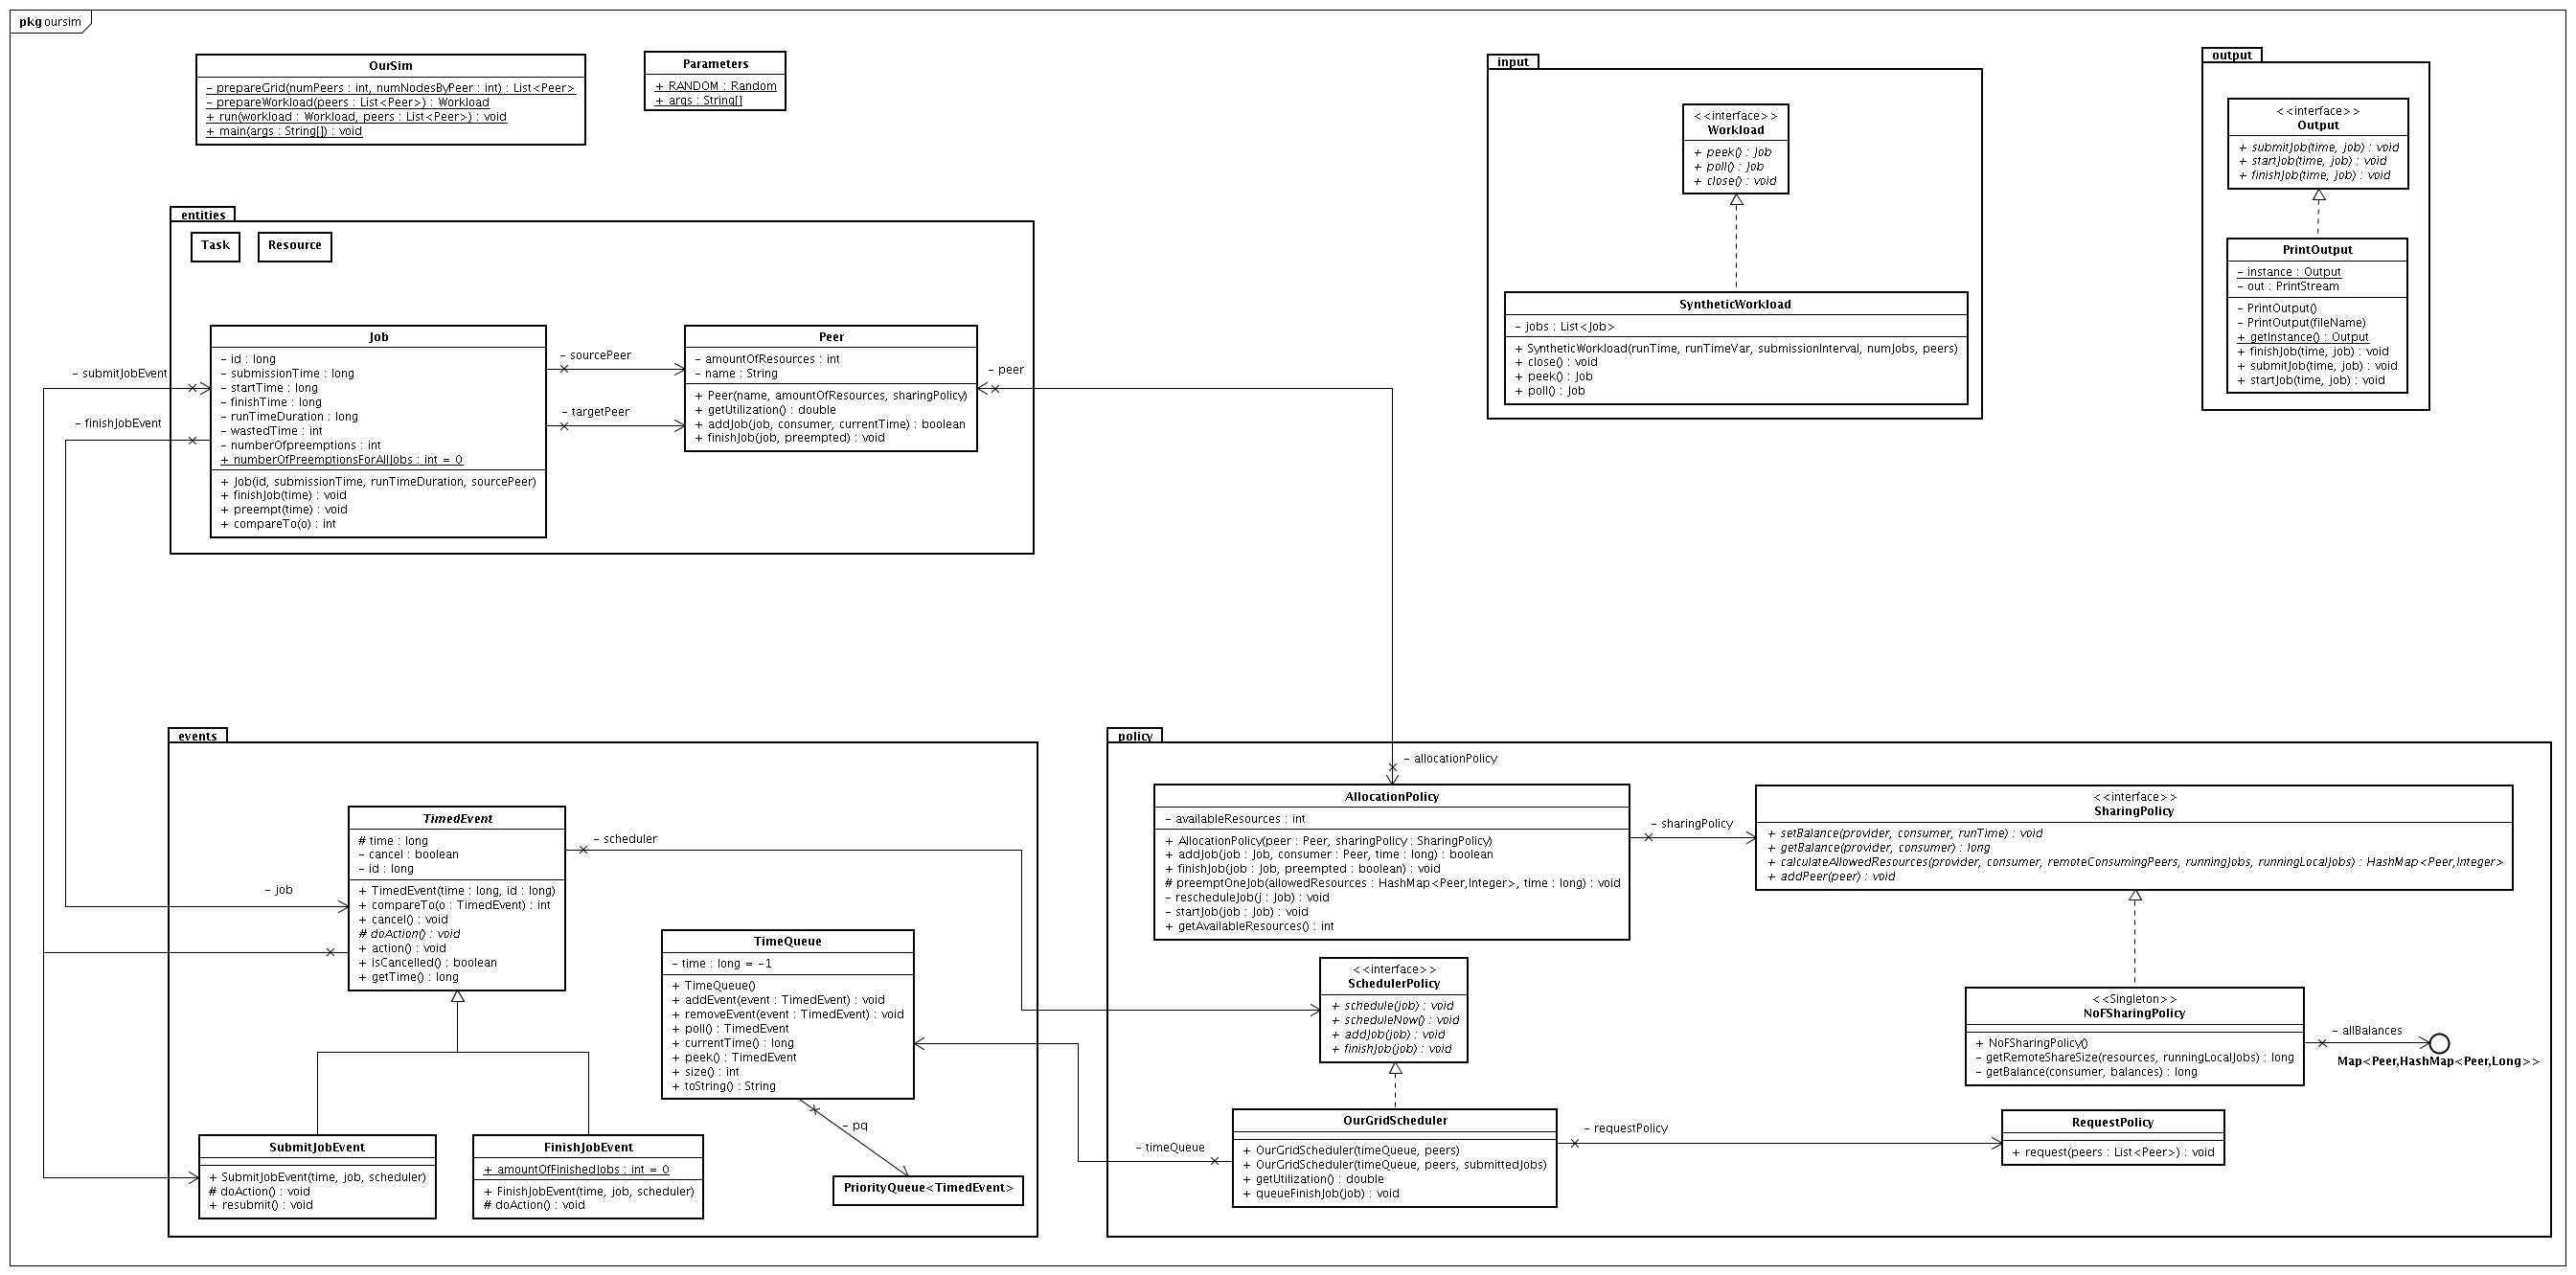 pkg oursim
OurSim
- prepareGrid(numPeers : int, numNodesByPeer : int) : List<Peer>
- prepareWorkload(peers : List<Peer>) : Workload
+ run(workload : Workload, peers : List<Peer>) : void
+ main(args : String[]) : void
Parameters
+ RANDOM : Random
+ args : String[]
input
<<interface>>
Workload
+ peek() : Job
+ poll() : Job
+ close() : void
SyntheticWorkload
- jobs : List<Job>
+ SyntheticWorkload(runTime, runTimeVar, submissionInterval, numJobs, peers)
+ close() : void
+ peek() : Job
+ poll() : Job
output
<<interface>>
Output
+ submitJob(time, job) : void
+ startJob(time, job) : void
+ finishJob(time, job) : void
PrintOutput
- instance : Output
- out : PrintStream
- PrintOutput()
- PrintOutput(fileName)
+ getInstance() : Output
+ finishJob(time, job) : void
+ submitJob(time, job) : void
+ startJob(time, job) : void
entities
Task
Resource
Job
- id : long
- submissionTime : long
- startTime : long
- finishTime : long
- runTimeDuration : long
- wastedTime : int
- numberOfpreemptions : int
+ numberOfPreemptionsForAllJobs : int = 0
+ Job(id, submissionTime, runTimeDuration, sourcePeer)
+ finishJob(time) : void
+ preempt(time) : void
+ compareTo(o) : int
- sourcePeer
- targetPeer
Peer
- amountOfResources : int
- name : String
+ Peer(name, amountOfResources, sharingPolicy)
+ getUtilization() : double
+ addJob(job, consumer, currentTime) : boolean
+ finishJob(job, preempted) : void
- peer
- submitJobEvent
- finishJobEvent
events
TimedEvent
# time : long
- cancel : boolean
- id : long
+ TimedEvent(time : long, id : long)
+ compareTo(o : TimedEvent) : int
+ cancel() : void
# doAction() : void
+ action() : void
+ isCancelled() : boolean
+ getTime() : long
- job
- scheduler
TimeQueue
- time : long = -1
+ TimeQueue()
+ addEvent(event : TimedEvent) : void
+ removeEvent(event : TimedEvent) : void
+ poll() : TimedEvent
+ currentTime() : long
+ peek() : TimedEvent
+ size() : int
+ toString() : String
- pq
PriorityQueue<TimedEvent>
SubmitJobEvent
+ SubmitJobEvent(time, job, scheduler)
# doAction() : void
+ resubmit() : void
FinishJobEvent
+ amountOfFinishedJobs : int = 0
+ FinishJobEvent(time, job, scheduler)
# doAction() : void
policy
- allocationPolicy
AllocationPolicy
- availableResources : int
+ AllocationPolicy(peer : Peer, sharingPolicy : SharingPolicy)
+ addJob(job : Job, consumer : Peer, time : long) : boolean
+ finishJob(job : Job, preempted : boolean) : void
# preemptOneJob(allowedResources : HashMap<Peer,Integer>, time : long) : void
- rescheduleJob(j : Job) : void
- startJob(job : Job) : void
+ getAvailableResources() : int
- sharingPolicy
<<interface>>
SharingPolicy
+ setBalance(provider, consumer, runTime) : void
+ getBalance(provider, consumer) : long
+ calculateAllowedResources(provider, consumer, remoteConsumingPeers, runningJobs, runningLocalJobs) : HashMap<Peer,Integer>
+ addPeer(peer) : void
<<interface>>
SchedulerPolicy
+ schedule(job) : void
+ scheduleNow() : void
+ addJob(job) : void
+ finishJob(job) : void
<<Singleton>>
NoFSharingPolicy
+ NoFSharingPolicy()
- getRemoteShareSize(resources, runningLocalJobs) : long
- getBalance(consumer, balances) : long
- allBalances
Map<Peer,HashMap<Peer,Long>>
- timeQueue
OurGridScheduler
+ OurGridScheduler(timeQueue, peers)
+ OurGridScheduler(timeQueue, peers, submittedJobs)
+ getUtilization() : double
+ queueFinishJob(job) : void
- requestPolicy
RequestPolicy
+ request(peers : List<Peer>) : void